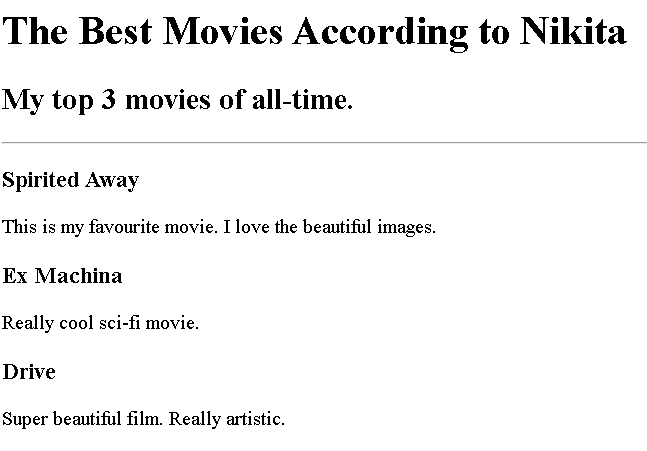 The Best Movies According to Nikita
My top 3 movies of all-time.
Spirited Away
This is my favourite movie. I love the beautiful images.
Ex Machina
Really cool sci-fi movie.
Drive
Super beautiful film. Really artistic.